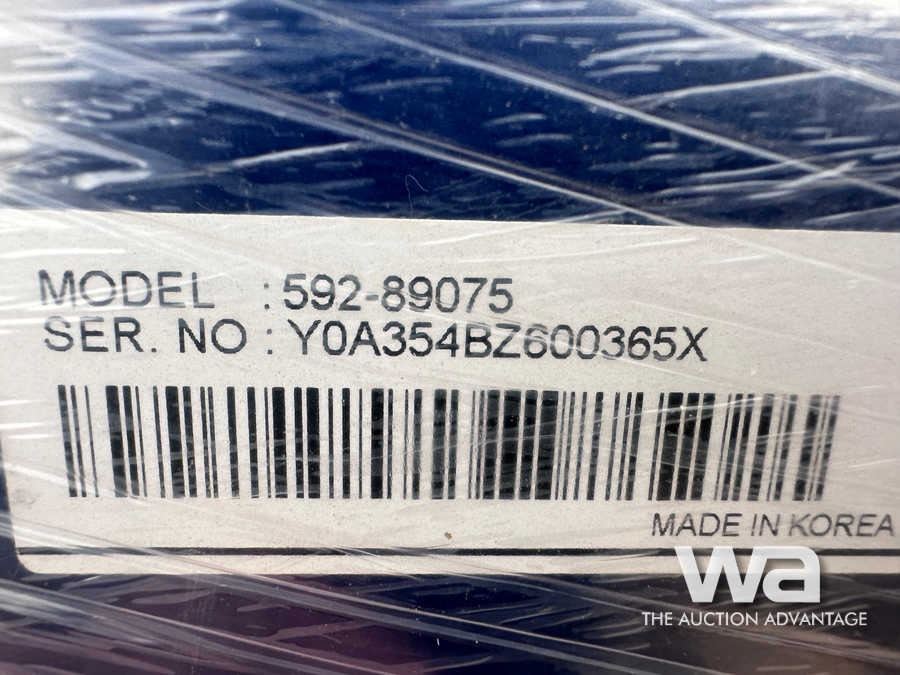 MODEL : 592-89075
SER. NO : Y0A354BZ600365X
MADE IN KOREA
wa
THE AUCTION ADVANTAGE